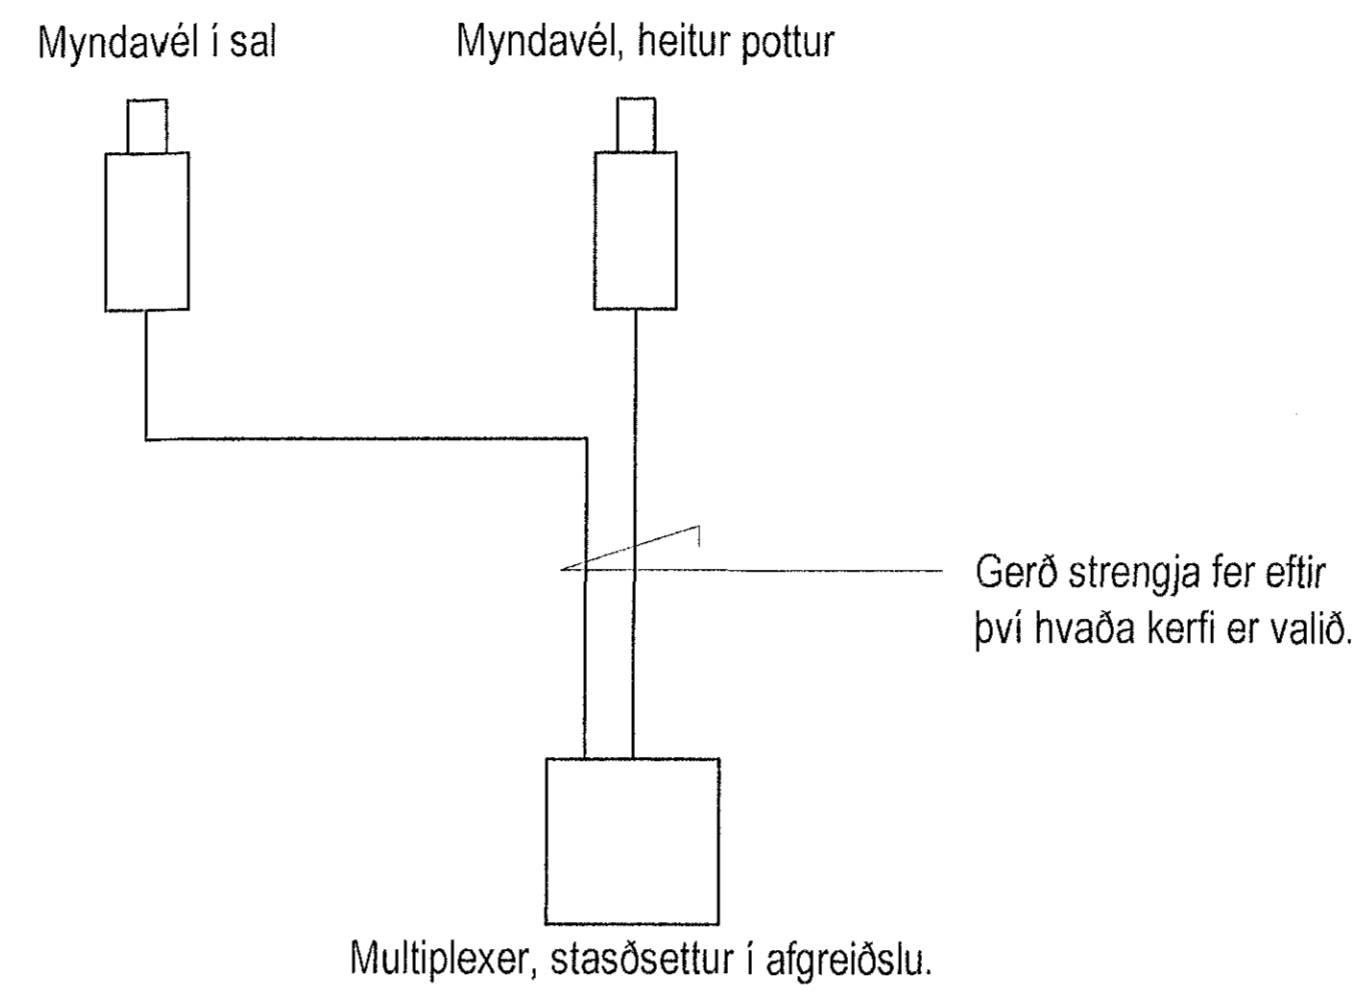 Myndavél í sal
Myndavél, heitur pottur
Gerð strengja fer eftir
því hvaða kerfi er valið.
Multiplexer, stasðsettur í afgreiðslu.